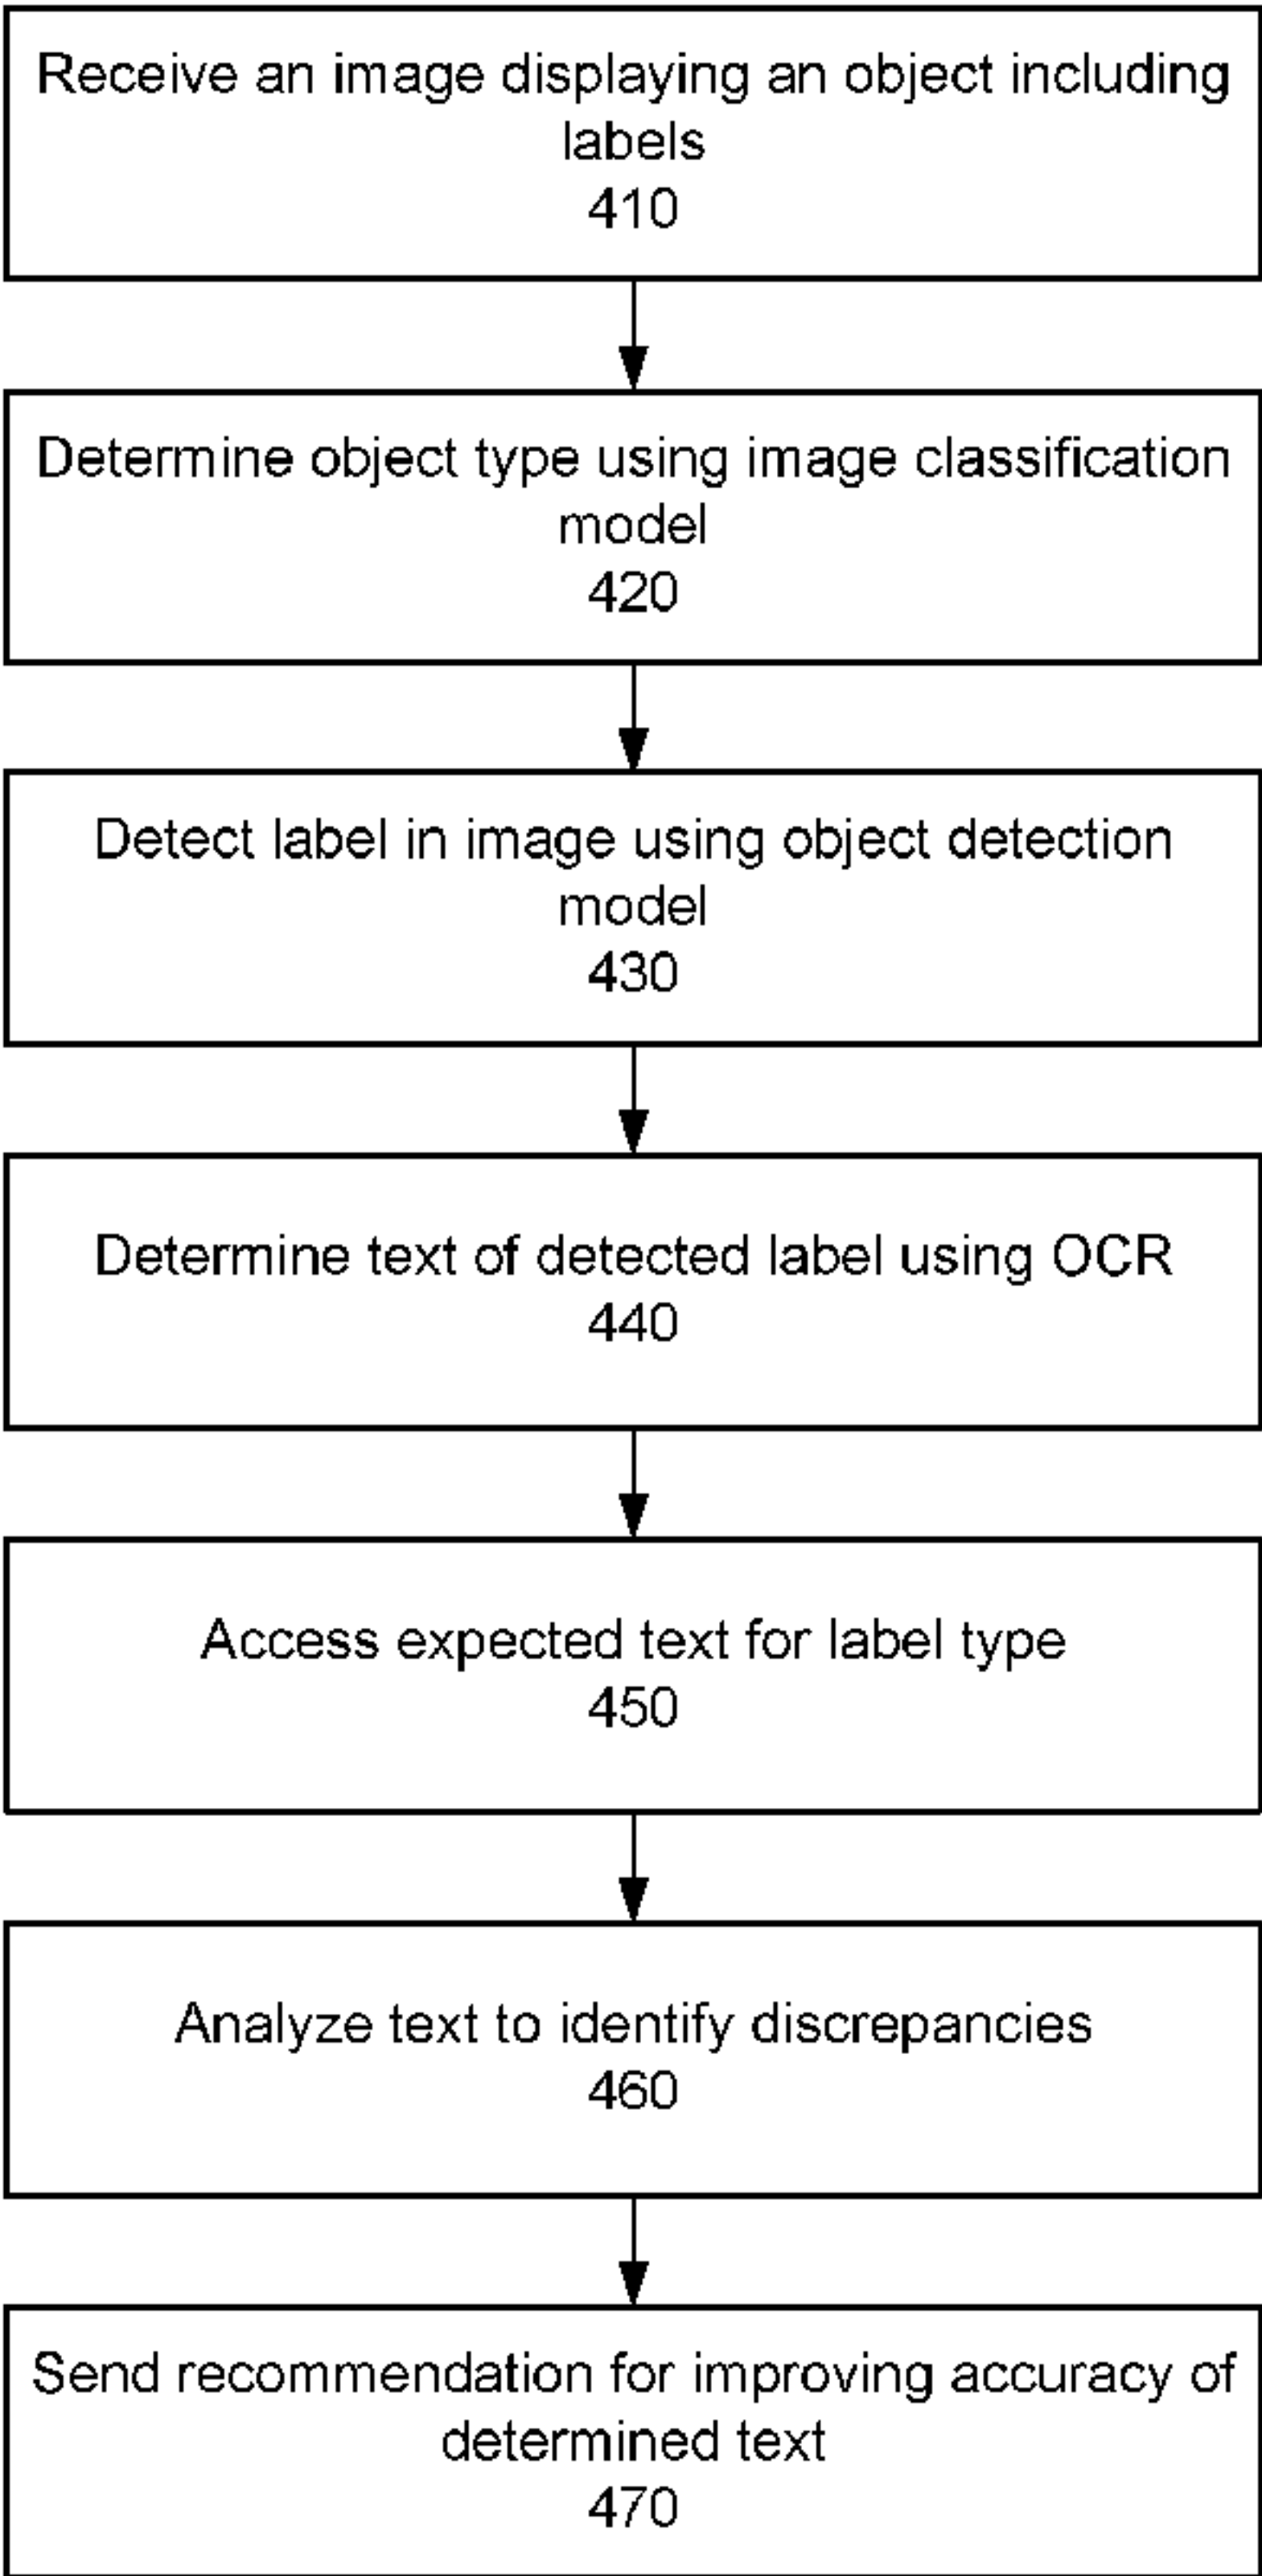 Receive an image displaying an object including
labels
410
Determine object type using image classification
model
420
Detect label in image using object detection
model
430
Determine text of detected label using OCR
440
Access expected text for label type
450
Analyze text to identify discrepancies
460
Send recommendation for improving accuracy of
determined text
470